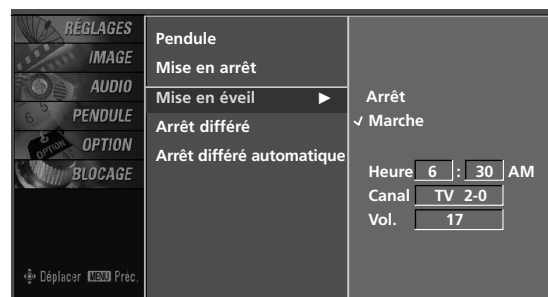 RÉGLAGES
IMAGE
AUDIO
PENDULE
OPTION
BLOCAGE
Déplacer MENU Préc.
Pendule
Mise en arrêt
Mise en éveil ►
Arrêt différé
Arrêt différé automatique
Arrêt
✓ Marche
Heure 6 : 30 AM
Canal TV 2-0
Vol. 17